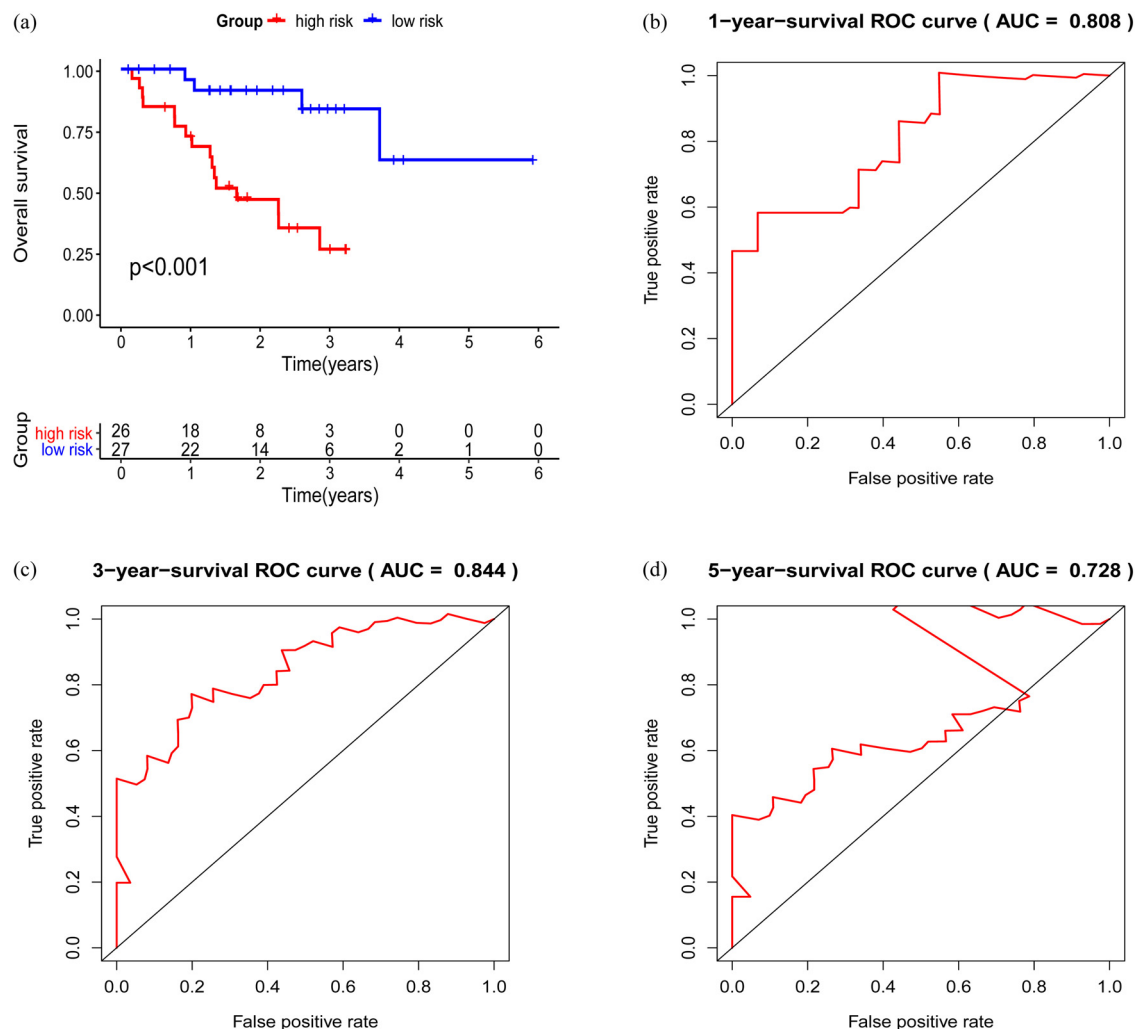 (a)
Group high risk low risk
1.00
0.75
0.50
0.25
0.00
Overall survival
p<0.001
0 1 2 3 4 5 6
Time(years)
Group
high risk 26 18 8 3 0 0 0
low risk 27 22 14 6 2 1 0
0 1 2 3 4 5 6
Time(years)
(b) 1−year−survival ROC curve ( AUC = 0.808 )
True positive rate
1.0
0.8
0.6
0.4
0.2
0.0
0.0 0.2 0.4 0.6 0.8 1.0
False positive rate
(c) 3−year−survival ROC curve ( AUC = 0.844 )
True positive rate
1.0
0.8
0.6
0.4
0.2
0.0
0.0 0.2 0.4 0.6 0.8 1.0
False positive rate
(d) 5−year−survival ROC curve ( AUC = 0.728 )
True positive rate
1.0
0.8
0.6
0.4
0.2
0.0
0.0 0.2 0.4 0.6 0.8 1.0
False positive rate